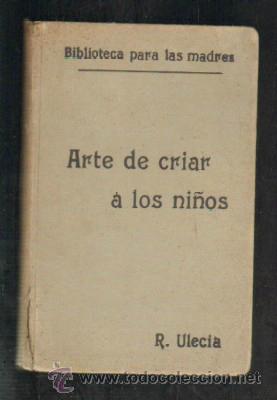 Biblioteca para las madres
Arte de criar
á los niños
R. Ulecia
© www.todocoleccion.net